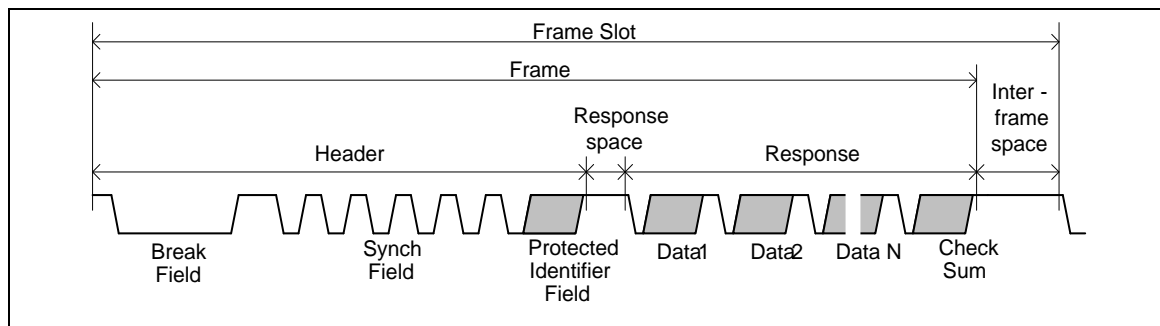 Frame Slot
Frame
Inter -
frame
space
Response
space
Header
Response
Break
Field
Synch
Field
Protected
Identifier
Field
Data1
Data2
Data N
Check
Sum